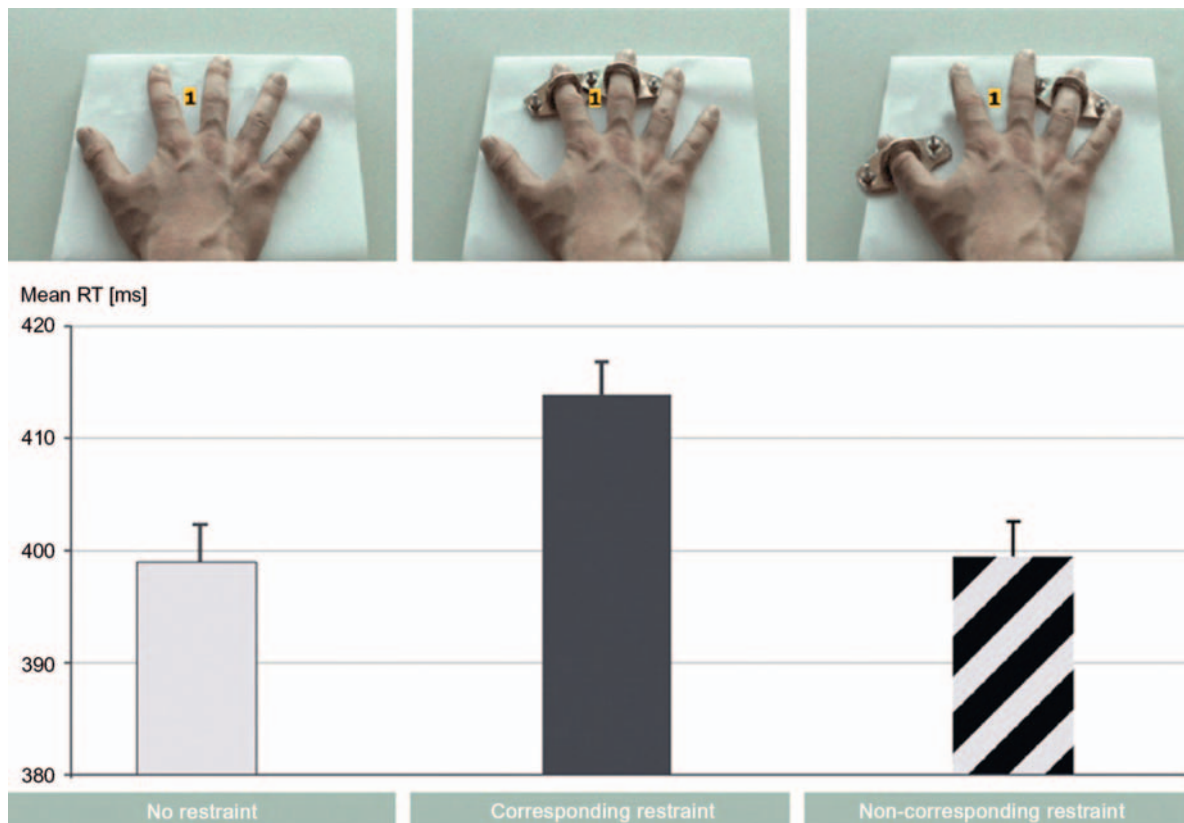 1
1
1
Mean RT [ms]
420
410
400
390
380
No restraint
Corresponding restraint
Non-corresponding restraint